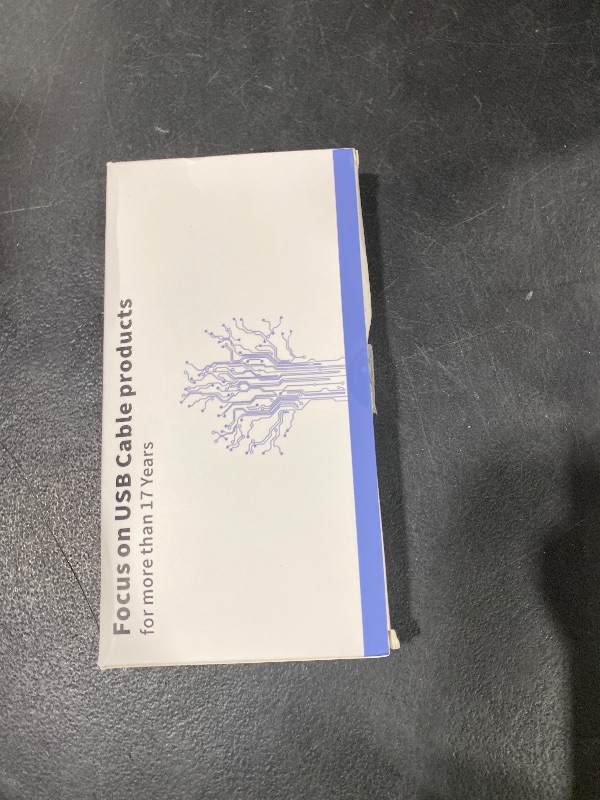 Focus on USB Cable products
for more than 17 Years